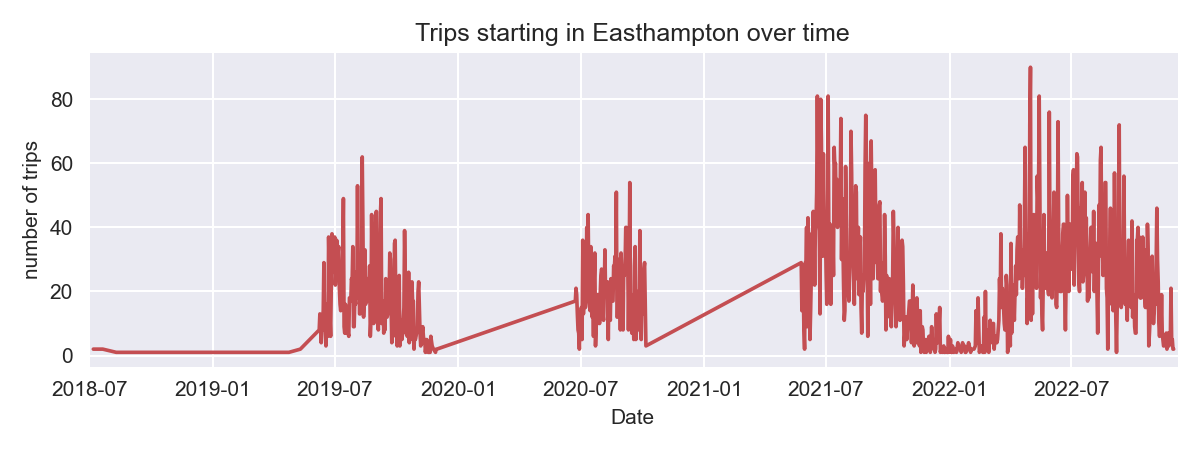 Trips starting in Easthampton over time
number of trips
80
60
40
20
0
2018-07 2019-01 2019-07 2020-01 2020-07 2021-01 2021-07 2022-01 2022-07
Date